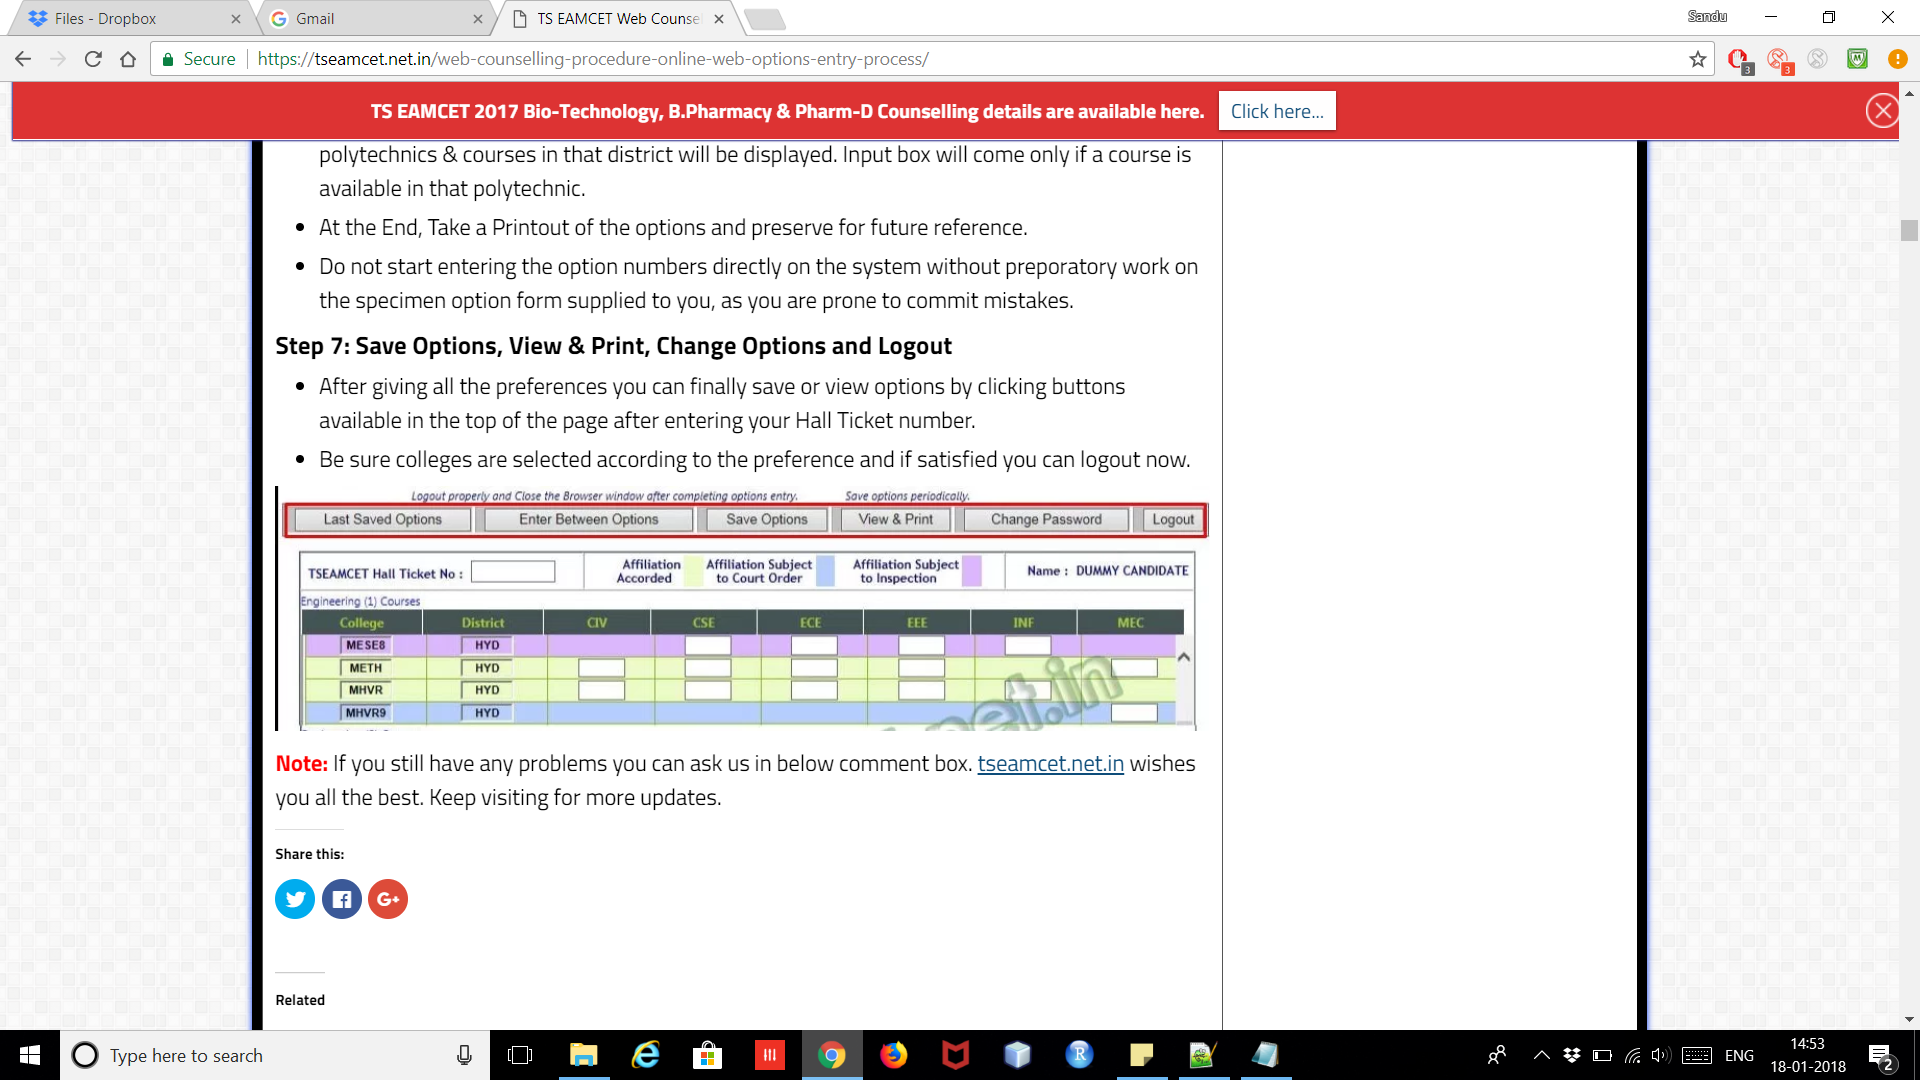 Files - Dropbox
Gmail
TS EAMCET Web Counse
Sandu
Secure
https://tseamcet.net.in/web-counselling-procedure-online-web-options-entry-process/
3
3
TS EAMCET 2017 Bio-Technology, B.Pharmacy & Pharm-D Counselling details are available here.
Click here...
polytechnics & courses in that district will be displayed. Input box will come only if a course is
available in that polytechnic.
At the End, Take a Printout of the options and preserve for future reference.
Do not start entering the option numbers directly on the system without preporatory work on
the specimen option form supplied to you, as you are prone to commit mistakes.
Step 7: Save Options, View & Print, Change Options and Logout
After giving all the preferences you can finally save or view options by clicking buttons
available in the top of the page after entering your Hall Ticket number.
Be sure colleges are selected according to the preference and if satisfied you can logout now.
Logout properly and Close the Browser window after completing options entry. Save options periodically.
Last Saved Options Enter Between Options Save Options View & Print Change Password Logout
TSEAMCET Hall Ticket No : Affiliation Accorded Affiliation Subject to Court Order Affiliation Subject to Inspection Name : DUMMY CANDIDATE
Engineering (1) Courses
College District CIV CSE ECE EEE INF MEC
MESE8 HYD
METH HYD
MHVR HYD
MHVR9 HYD
net.in
Note: If you still have any problems you can ask us in below comment box. tseamcet.net.in wishes
you all the best. Keep visiting for more updates.
Share this:
G+
Related
Type here to search
ENG
14:53
18-01-2018
2